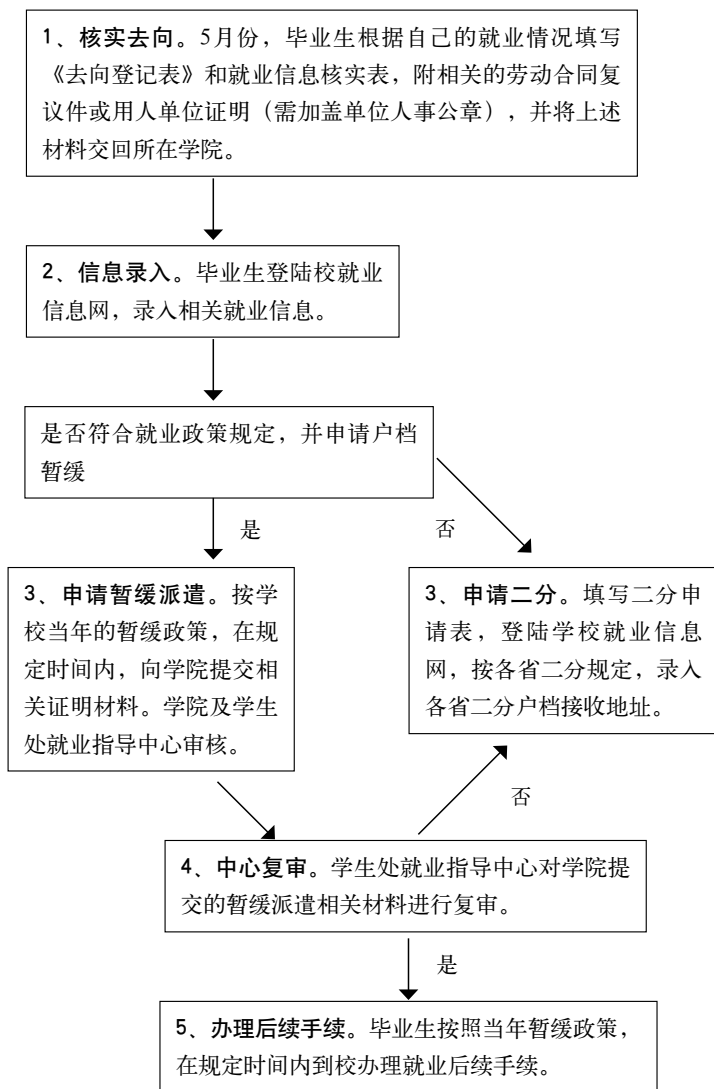 1、核实去向。5月份，毕业生根据自己的就业情况填写
《去向登记表》和就业信息核实表，附相关的劳动合同复
议件或用人单位证明（需加盖单位人事公章），并将上述
材料交回所在学院。
2、信息录入。毕业生登陆校就业
信息网，录入相关就业信息。
是否符合就业政策规定，并申请户档
暂缓
是
否
3、申请暂缓派遣。按学
校当年的暂缓政策，在规
定时间内，向学院提交相
关证明材料。学院及学生
处就业指导中心审核。
3、申请二分。填写二分申
请表，登陆学校就业信息
网，按各省二分规定，录入
各省二分户档接收地址。
否
4、中心复审。学生处就业指导中心对学院提
交的暂缓派遣相关材料进行复审。
是
5、办理后续手续。毕业生按照当年暂缓政策，
在规定时间内到校办理就业后续手续。